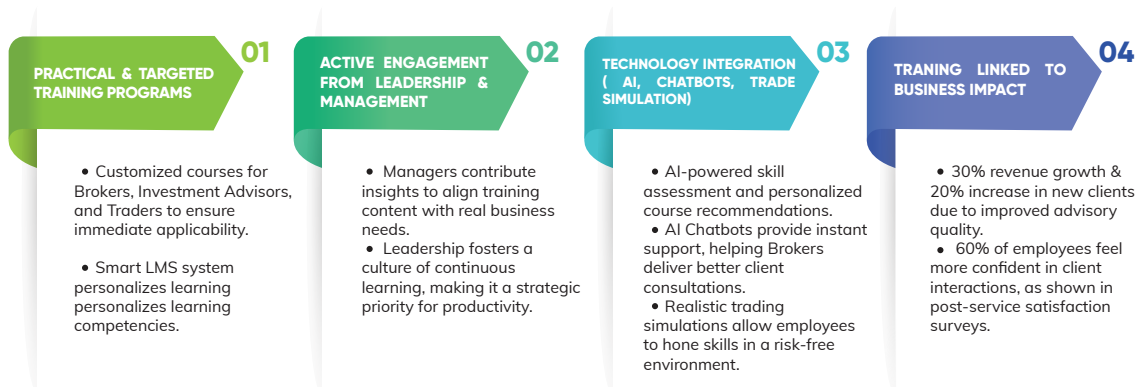 01
PRACTICAL & TARGETED
TRAINING PROGRAMS
• Customized courses for
Brokers, Investment Advisors,
and Traders to ensure
immediate applicability.
• Smart LMS system
personalizes learning
personalizes learning
competencies.
02
ACTIVE ENGAGEMENT
FROM LEADERSHIP &
MANAGEMENT
• Managers contribute
insights to align training
content with real business
needs.
• Leadership fosters a
culture of continuous
learning, making it a strategic
priority for productivity.
03
TECHNOLOGY INTEGRATION
( AI, CHATBOTS, TRADE
SIMULATION)
• AI-powered skill
assessment and personalized
course recommendations.
• AI Chatbots provide instant
support, helping Brokers
deliver better client
consultations.
• Realistic trading
simulations allow employees
to hone skills in a risk-free
environment.
04
TRANING LINKED TO
BUSINESS IMPACT
• 30% revenue growth &
20% increase in new clients
due to improved advisory
quality.
• 60% of employees feel
more confident in client
interactions, as shown in
post-service satisfaction
surveys.